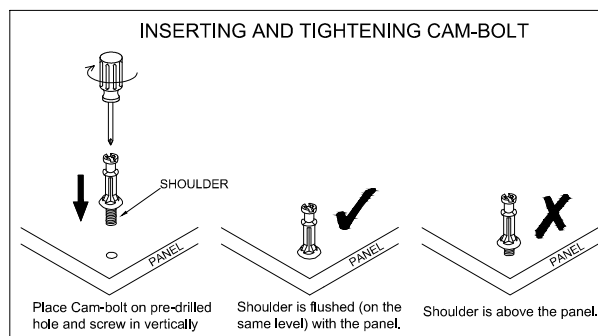 INSERTING AND TIGHTENING CAM-BOLT
SHOULDER
PANEL
Place Cam-bolt on pre-drilled
hole and screw in vertically
PANEL
Shoulder is flushed (on the
same level) with the panel.
PANEL
Shoulder is above the panel.